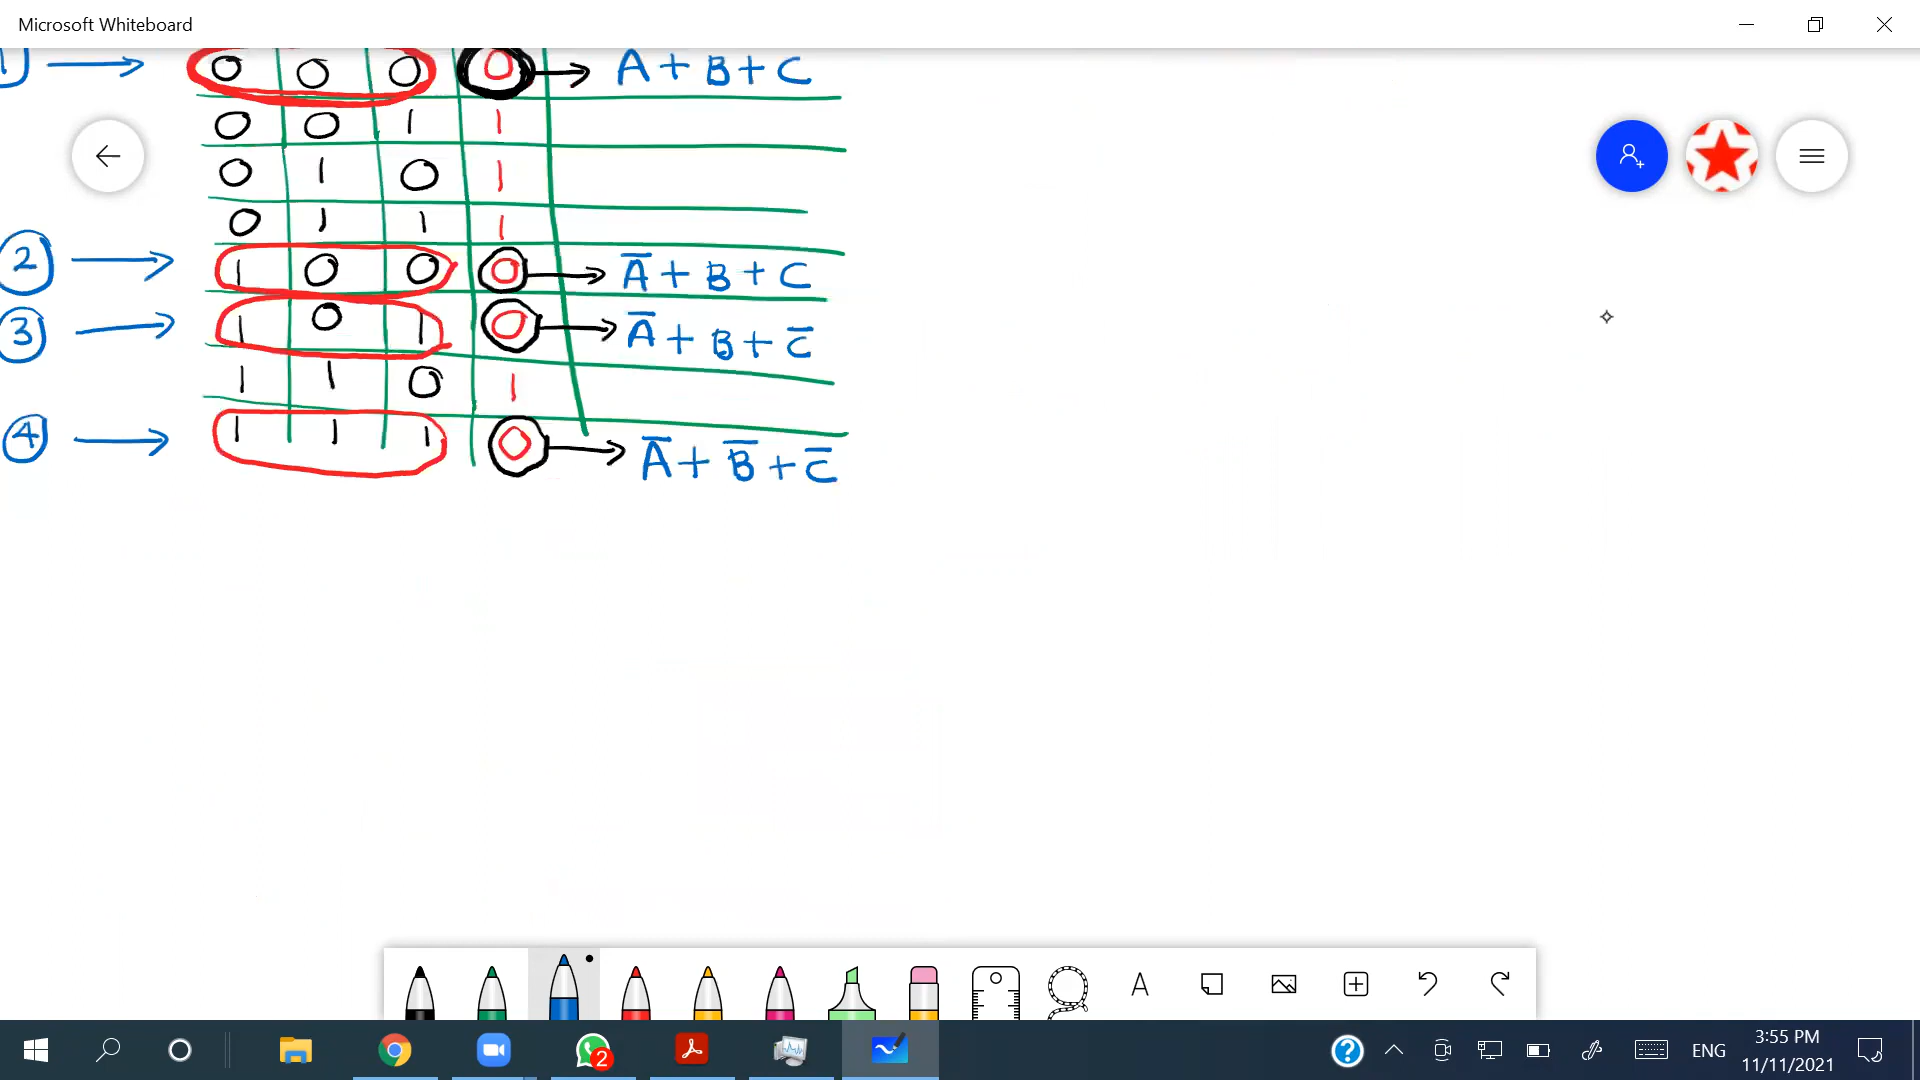 Microsoft Whiteboard
1 → 0 0 0 0 → A + B + C
0 0 1 1
0 1 0 1
0 1 1 1
2 → 1 0 0 0 → A̅ + B + C
3 → 1 0 1 0 → A̅ + B + C̅
1 1 0 1
4 → 1 1 1 0 → A̅ + B̅ + C̅
A
2
ENG
3:55 PM
11/11/2021